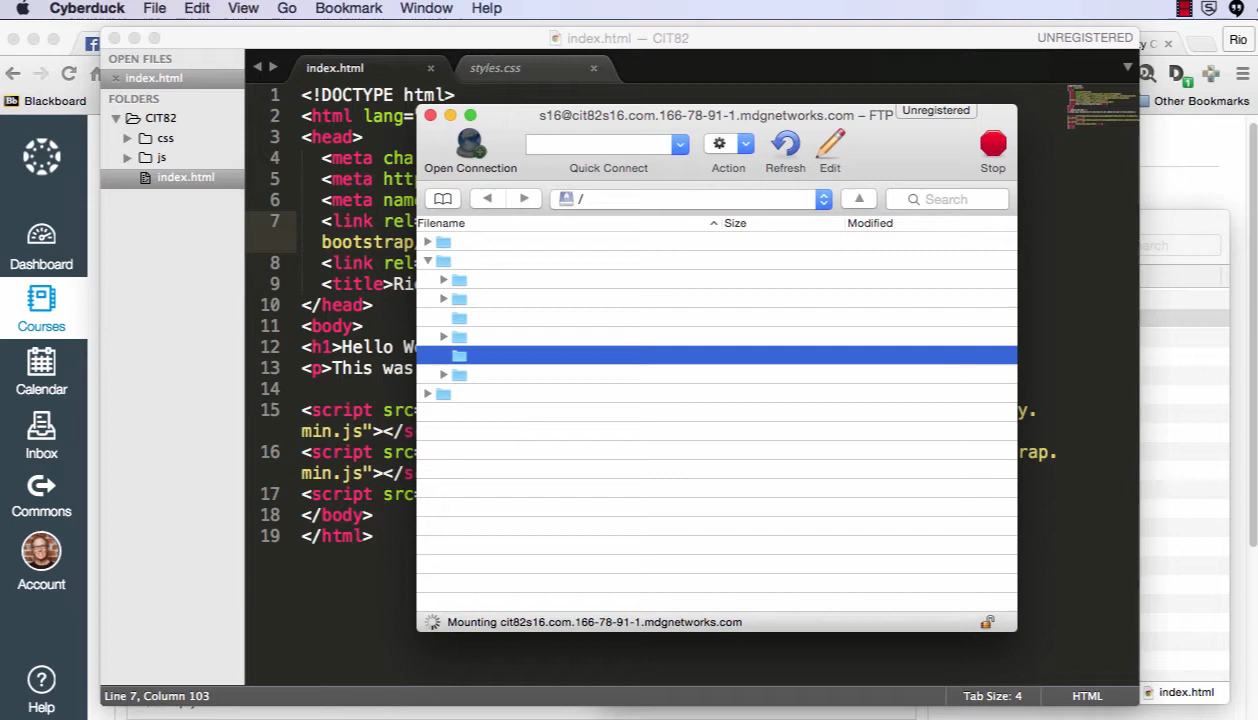 Cyberduck File Edit View Go Bookmark Window Help
index.html — CIT82 UNREGISTERED
Rio
Blackboard
Other Bookmarks
Dashboard
Courses
Calendar
Inbox
Commons
Account
Help
OPEN FILES
index.html
FOLDERS
CIT82
css
js
index.html
index.html styles.css
1 <!DOCTYPE html>
2 <html lang=
3 <head>
4 <meta cha
5 <meta htt
6 <meta name
7 <link rel
bootstrap
8 <link rel=
9 <title>Ri
10 </head>
11 <body>
12 <h1>Hello W
13 <p>This was
14
15 <script src= y.
min.js"></s
16 <script src= rap.
min.js"></s
17 <script src=
18 </body>
19 </html>
s16@cit82s16.com.166-78-91-1.mdgnetworks.com – FTP Unregistered
Open Connection Quick Connect Action Refresh Edit Stop
/ Search
Filename Size Modified
Mounting cit82s16.com.166-78-91-1.mdgnetworks.com
Line 7, Column 103 Tab Size: 4 HTML
index.html